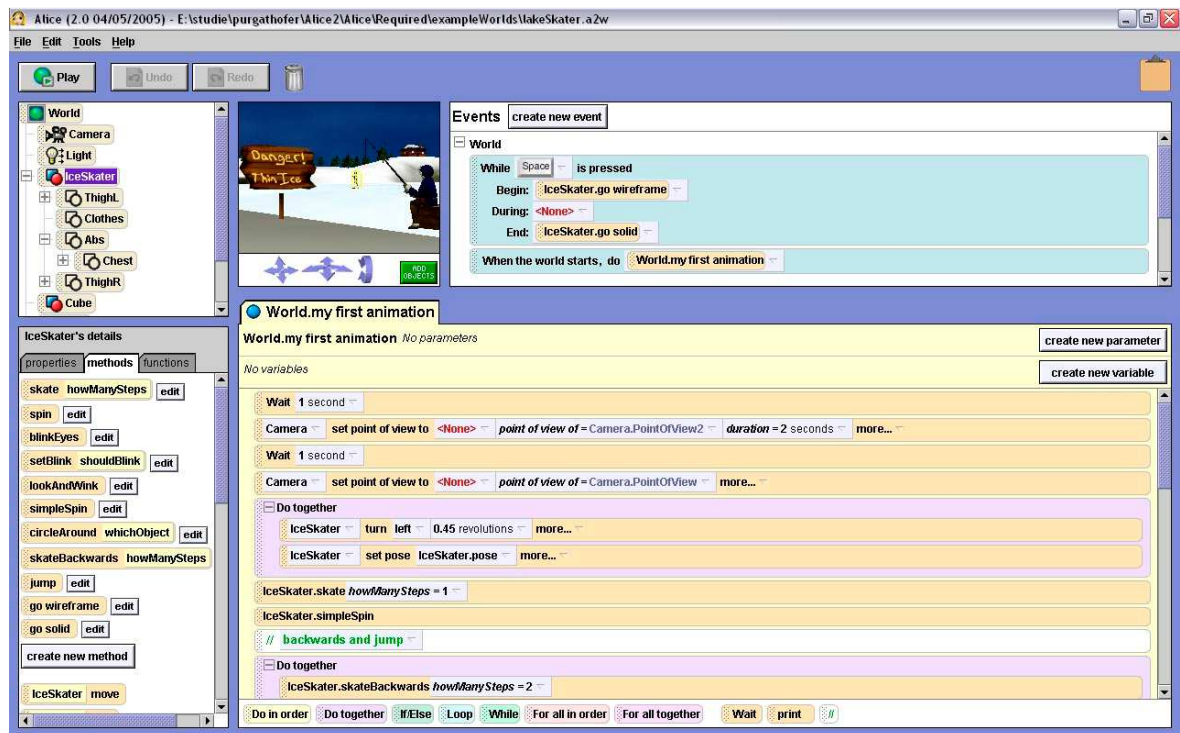 Alice (2.0 04/05/2005) - E:\studie\purgathofer\Alice2\Alice\Required\exampleWorlds\lakeSkater.a2w
File Edit Tools Help
Play Undo Redo
World
Camera
Light
IceSkater
ThighL
Clothes
Abs
Chest
ThighR
Cube
Danger!
Thin Ice
ADD
OBJECTS
Events create new event
World
While Space is pressed
Begin: IceSkater.go wireframe
During: <None>
End: IceSkater.go solid
When the world starts, do World.my first animation
IceSkater's details
properties methods functions
skate howManySteps edit
spin edit
blinkEyes edit
setBlink shouldBlink edit
lookAndWink edit
simpleSpin edit
circleAround whichObject edit
skateBackwards howManySteps
jump edit
go wireframe edit
go solid edit
create new method
IceSkater move
World.my first animation
World.my first animation No parameters
create new parameter
No variables
create new variable
Wait 1 second
Camera set point of view to <None> point of view of = Camera.PointOfView2 duration = 2 seconds more...
Wait 1 second
Camera set point of view to <None> point of view of = Camera.PointOfView more...
Do together
IceSkater turn left 0.45 revolutions more...
IceSkater set pose IceSkater.pose more...
IceSkater.skate howManySteps = 1
IceSkater.simpleSpin
// backwards and jump
Do together
IceSkater.skateBackwards howManySteps = 2
Do in order Do together If/Else Loop While For all in order For all together Wait print //